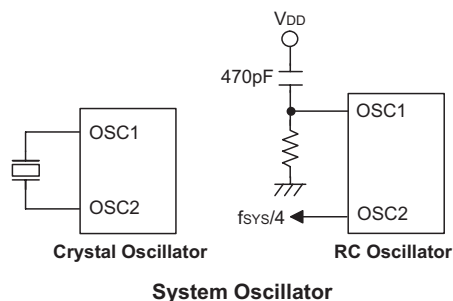 VDD
470pF
OSC1
OSC2
Crystal Oscillator
OSC1
fSYS/4
OSC2
RC Oscillator
System Oscillator